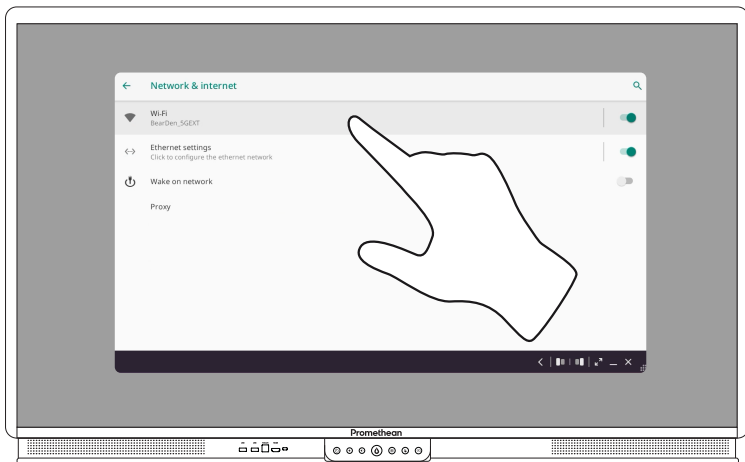 Network & internet
Wi-Fi
BearDen_5GEXT
Ethernet settings
Click to configure the ethernet network
Wake on network
Proxy
Promethean